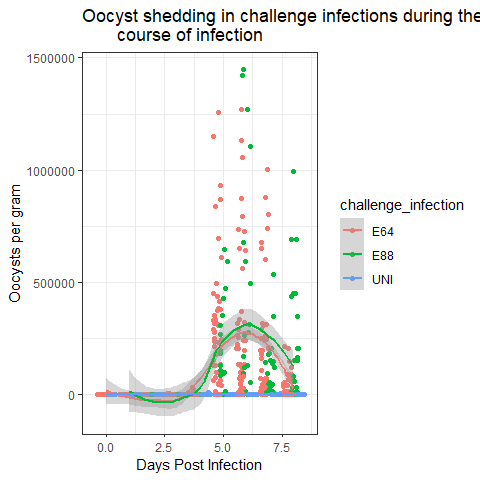 Oocyst shedding in challenge infections during the
course of infection
1500000
1000000
500000
0
Oocysts per gram
0.0 2.5 5.0 7.5
Days Post Infection
challenge_infection
E64
E88
UNI